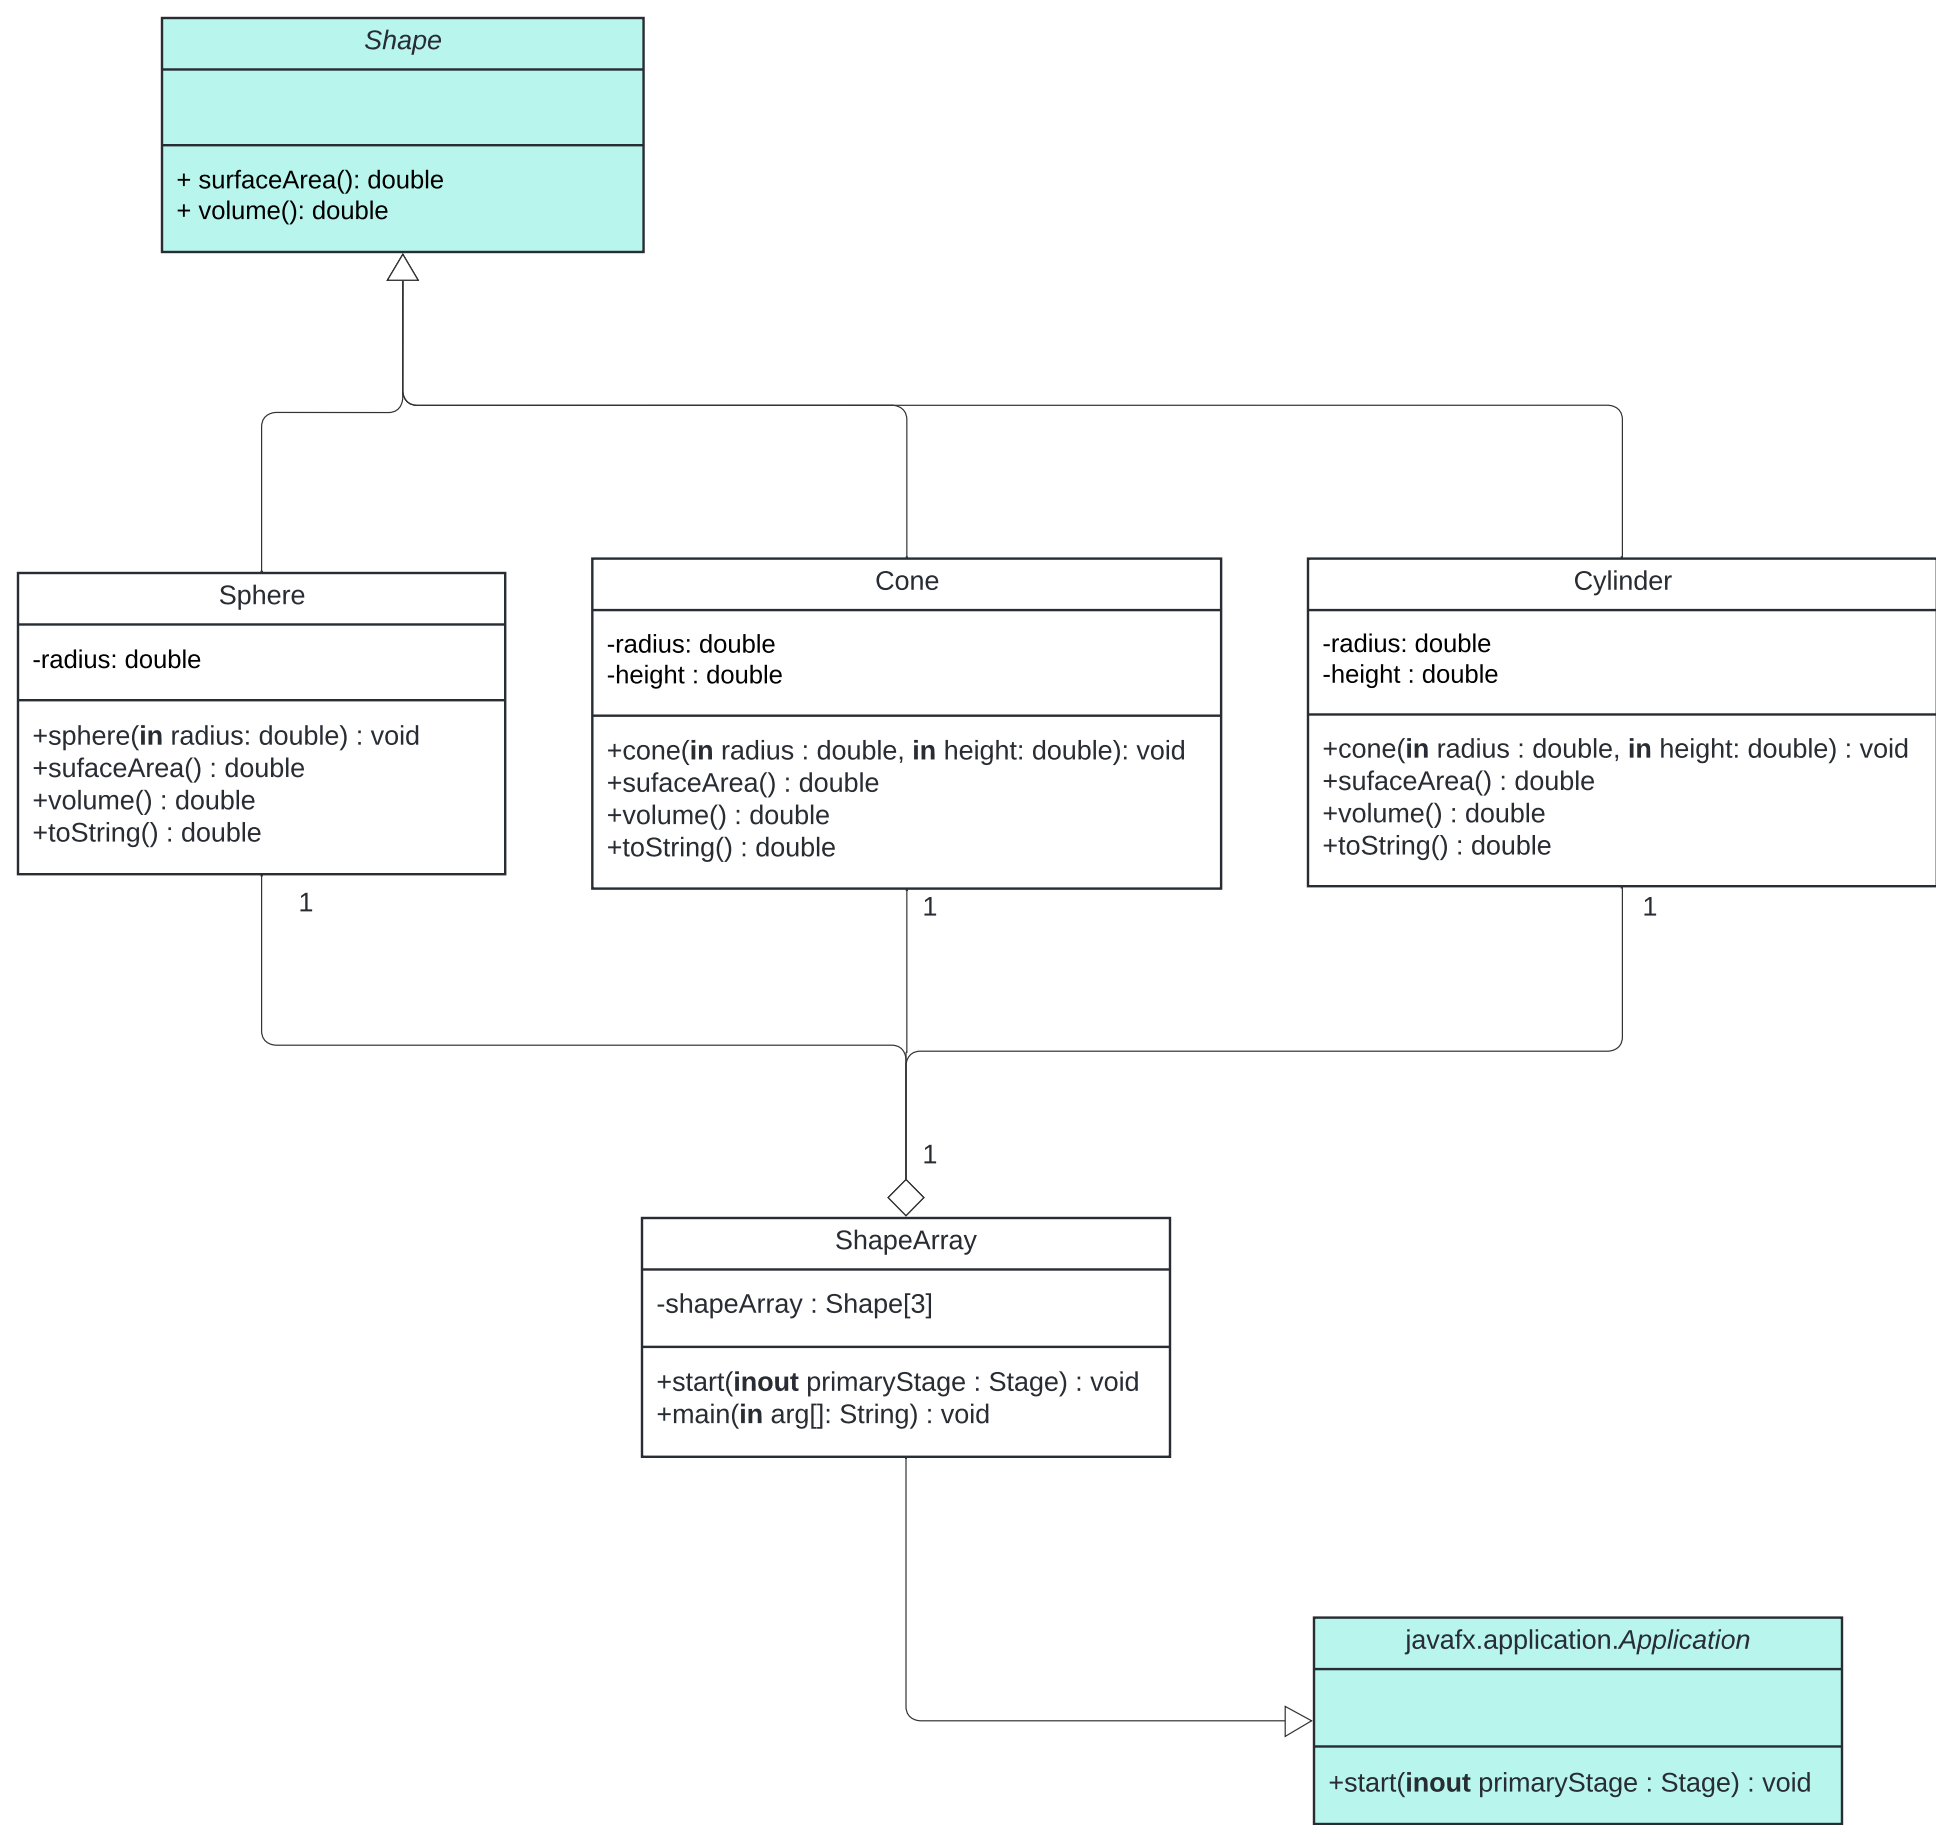 Shape
+ surfaceArea(): double
+ volume(): double
Sphere
-radius: double
+sphere(in radius: double) : void
+sufaceArea() : double
+volume() : double
+toString() : double
1
Cone
-radius: double
-height : double
+cone(in radius : double, in height: double): void
+sufaceArea() : double
+volume() : double
+toString() : double
1
Cylinder
-radius: double
-height : double
+cone(in radius : double, in height: double) : void
+sufaceArea() : double
+volume() : double
+toString() : double
1
1
ShapeArray
-shapeArray : Shape[3]
+start(inout primaryStage : Stage) : void
+main(in arg[]: String) : void
javafx.application.Application
+start(inout primaryStage : Stage) : void